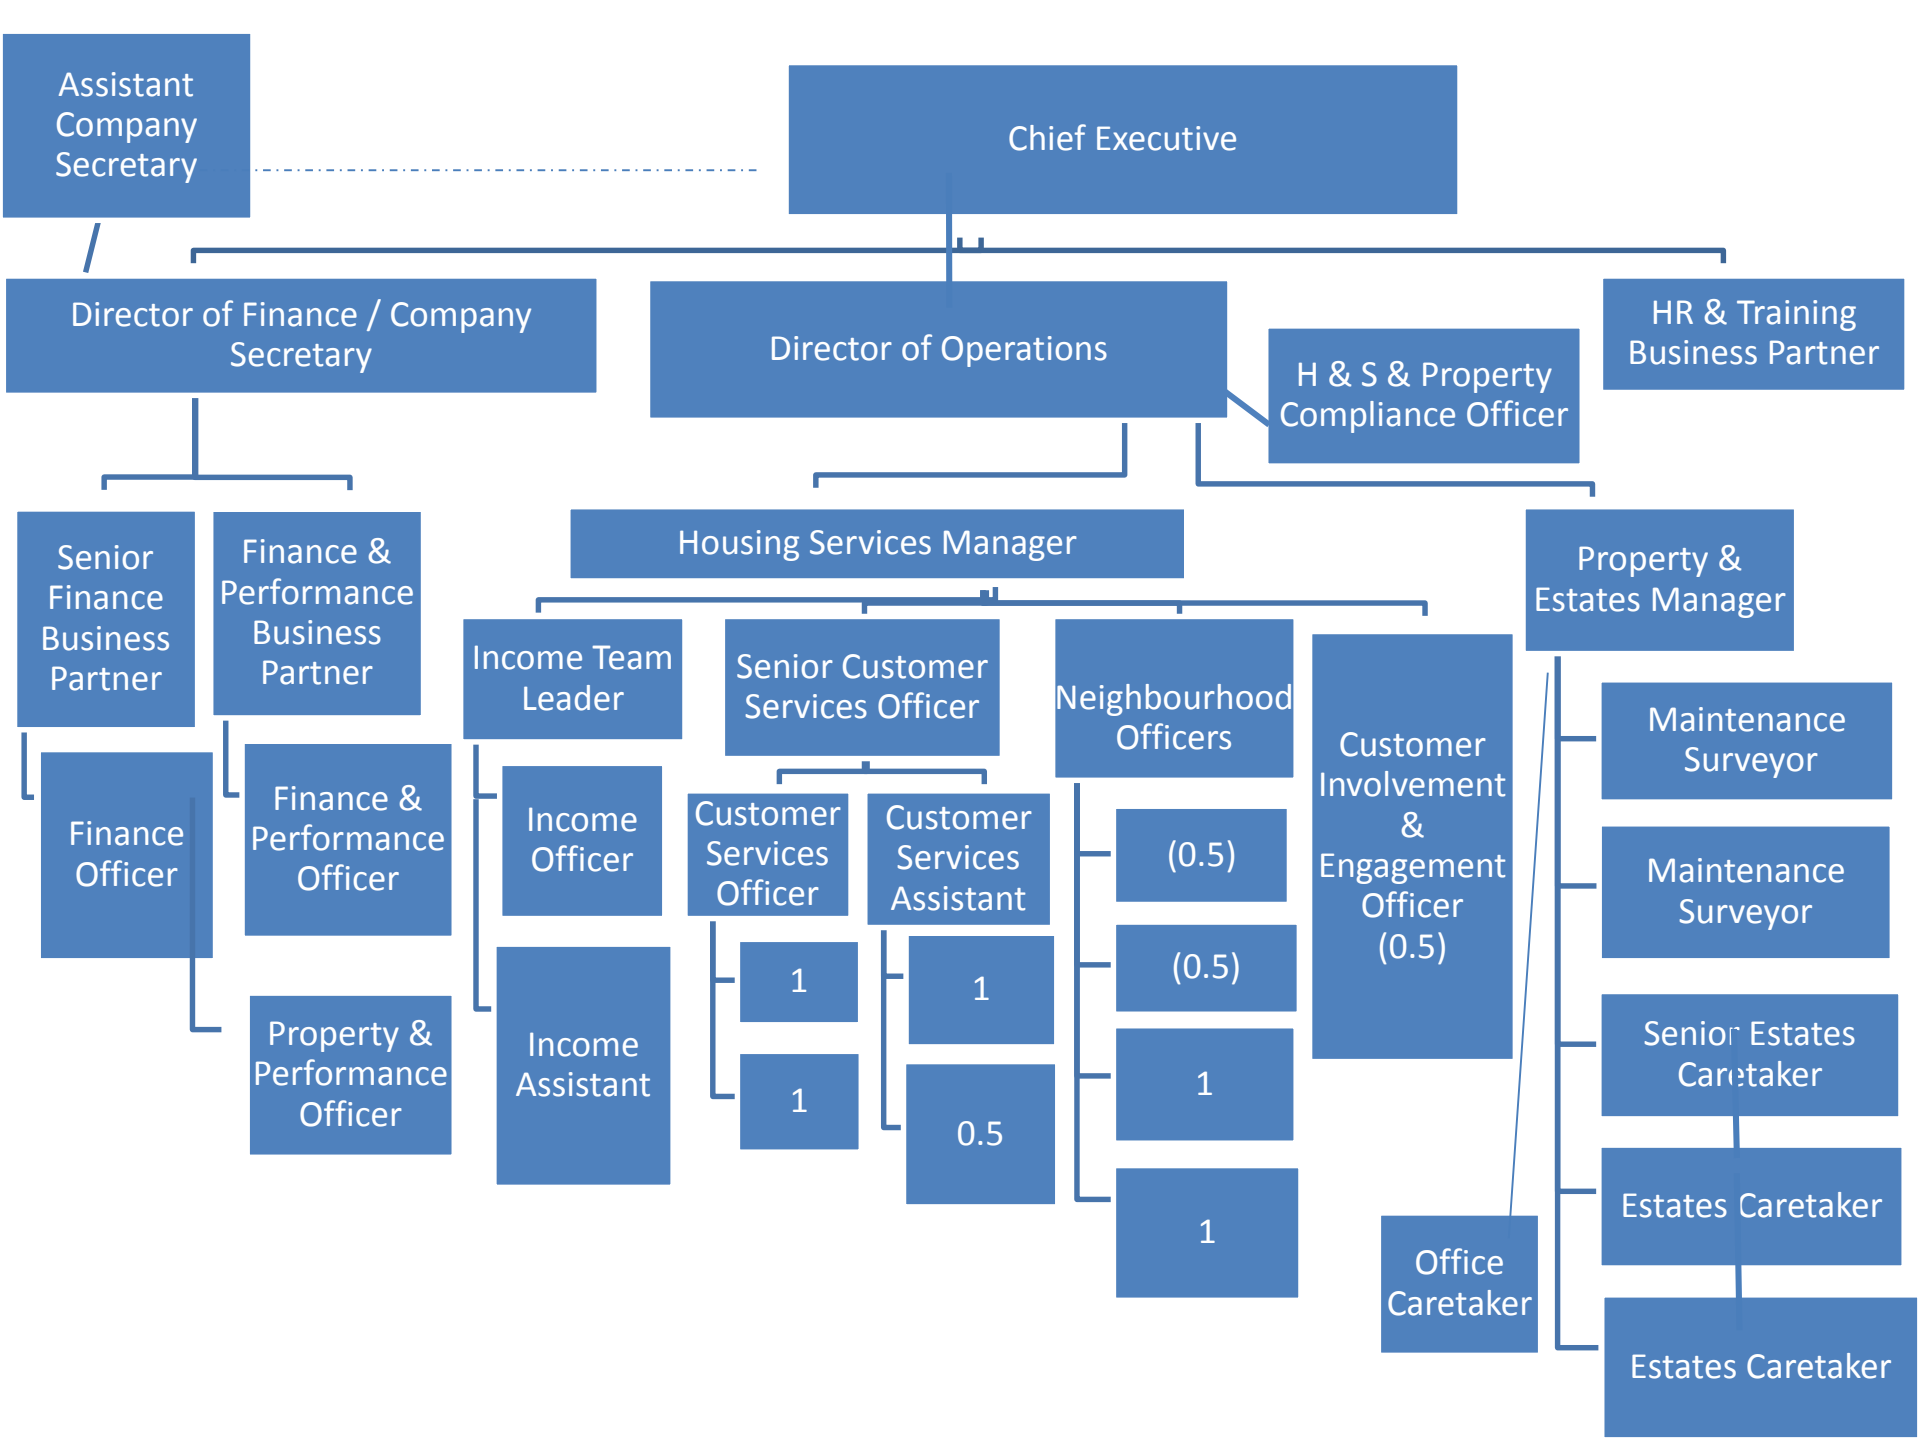 Assistant
Company
Secretary
Chief Executive
Director of Finance / Company
Secretary
Director of Operations
H & S & Property
Compliance Officer
HR & Training
Business Partner
Senior
Finance
Business
Partner
Finance &
Performance
Business
Partner
Housing Services Manager
Property &
Estates Manager
Income Team
Leader
Senior Customer
Services Officer
Neighbourhood
Officers
Customer
Involvement
&
Engagement
Officer
(0.5)
Maintenance
Surveyor
Finance
Officer
Finance &
Performance
Officer
Income
Officer
Customer
Services
Officer
Customer
Services
Assistant
(0.5)
Maintenance
Surveyor
(0.5)
1
1
Property &
Performance
Officer
Income
Assistant
1
0.5
1
Senior Estates
Caretaker
1
Estates Caretaker
Office
Caretaker
Estates Caretaker